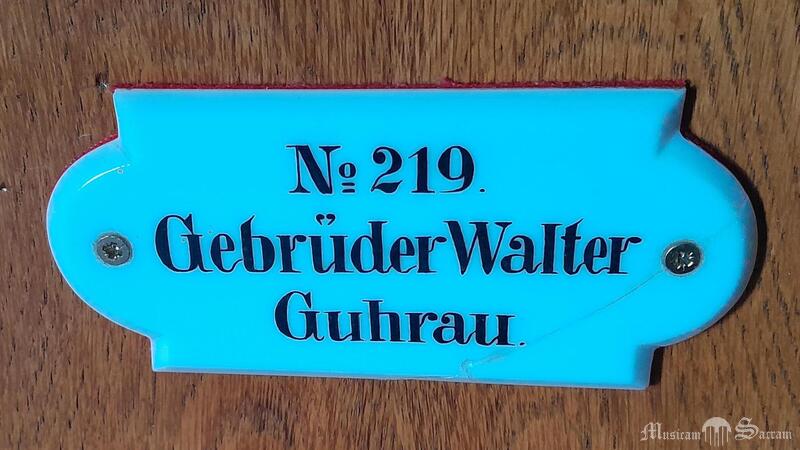 № 219.
Gebrüder Walter
Guhrau.
Musicam Sacram